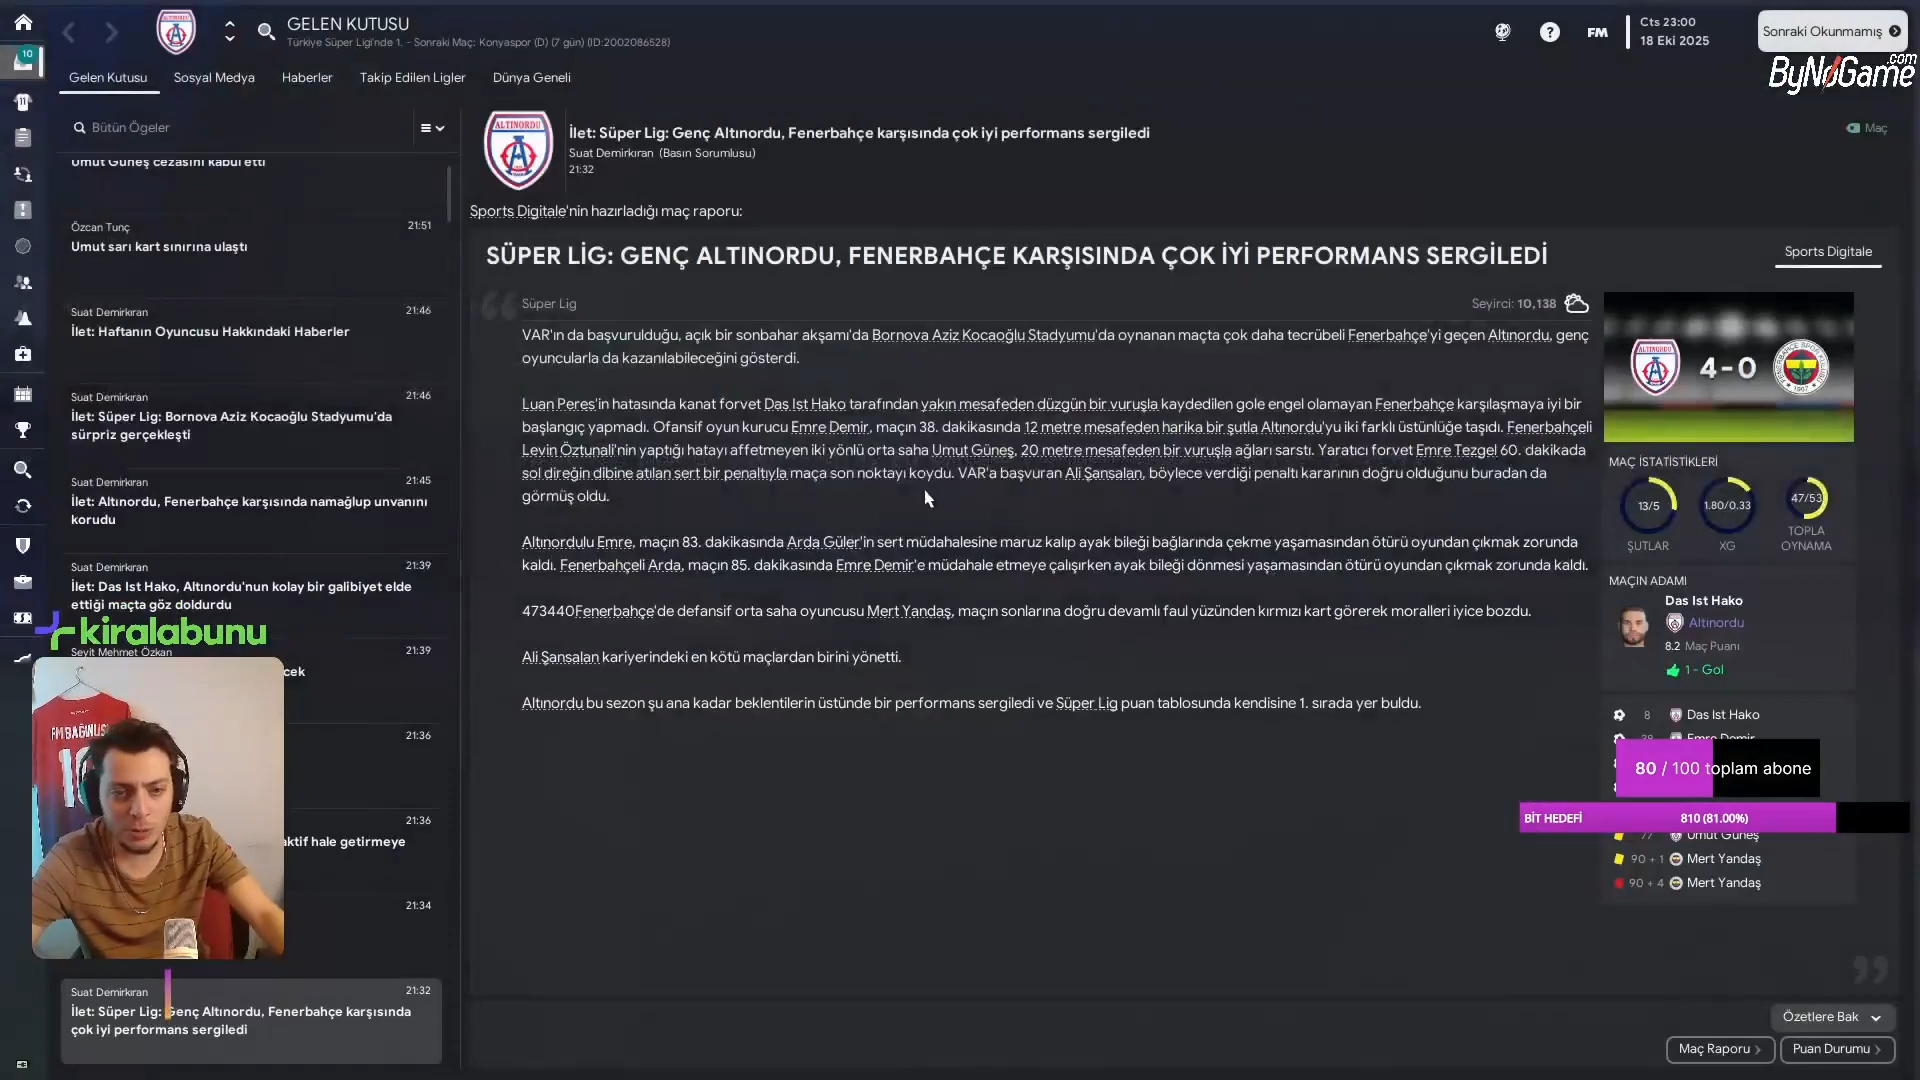 GELEN KUTUSU
Türkiye Süper Ligi'nde 1. - Sonraki Maç: Konyaspor (D) (7 gün) (ID:2002086528)
FM
Cts 23:00
18 Eki 2025
Sonraki Okunmamış
ByNoGame.com
10
Gelen Kutusu
Sosyal Medya
Haberler
Takip Edilen Ligler
Dünya Geneli
Bütün Ögeler
Umut Güneş cezasını kabul etti
Özcan Tunç
21:51
Umut sarı kart sınırına ulaştı
Suat Demirkıran
21:46
İlet: Haftanın Oyuncusu Hakkındaki Haberler
Suat Demirkıran
21:46
İlet: Süper Lig: Bornova Aziz Kocaoğlu Stadyumu'da
sürpriz gerçekleşti
Suat Demirkıran
21:45
İlet: Altınordu, Fenerbahçe karşısında namağlup unvanını
korudu
Suat Demirkıran
21:39
İlet: Das Ist Hako, Altınordu'nun kolay bir galibiyet elde
ettiği maçta göz doldurdu
kiralabunu
Seyit Mehmet Özkan
21:39
cek
21:36
21:36
aktif hale getirmeye
21:34
FM BAĞNUS
Suat Demirkıran
21:32
İlet: Süper Lig: Genç Altınordu, Fenerbahçe karşısında
çok iyi performans sergiledi
ALTINORDU
İlet: Süper Lig: Genç Altınordu, Fenerbahçe karşısında çok iyi performans sergiledi
Suat Demirkıran (Basın Sorumlusu)
21:32
Maç
Sports Digitale'nin hazırladığı maç raporu:
SÜPER LİG: GENÇ ALTINORDU, FENERBAHÇE KARŞISINDA ÇOK İYİ PERFORMANS SERGİLEDİ
Sports Digitale
Süper Lig
Seyirci: 10,138
VAR'ın da başvurulduğu, açık bir sonbahar akşamı'da Bornova Aziz Kocaoğlu Stadyumu'da oynanan maçta çok daha tecrübeli Fenerbahçe'yi geçen Altınordu, genç
oyuncularla da kazanılabileceğini gösterdi.
Luan Peres'in hatasında kanat forvet Das Ist Hako tarafından yakın mesafeden düzgün bir vuruşla kaydedilen gole engel olamayan Fenerbahçe karşılaşmaya iyi bir
başlangıç yapmadı. Ofansif oyun kurucu Emre Demir, maçın 38. dakikasında 12 metre mesafeden harika bir şutla Altınordu'yu iki farklı üstünlüğe taşıdı. Fenerbahçeli
Levin Öztunali'nin yaptığı hatayı affetmeyen iki yönlü orta saha Umut Güneş, 20 metre mesafeden bir vuruşla ağları sarstı. Yaratıcı forvet Emre Tezgel 60. dakikada
sol direğin dibine atılan sert bir penaltıyla maça son noktayı koydu. VAR'a başvuran Ali Şansalan, böylece verdiği penaltı kararının doğru olduğunu buradan da
görmüş oldu.
Altınordulu Emre, maçın 83. dakikasında Arda Güler'in sert müdahalesine maruz kalıp ayak bileği bağlarında çekme yaşamasından ötürü oyundan çıkmak zorunda
kaldı. Fenerbahçeli Arda, maçın 85. dakikasında Emre Demir'e müdahale etmeye çalışırken ayak bileği dönmesi yaşamasından ötürü oyundan çıkmak zorunda kaldı.
473440Fenerbahçe'de defansif orta saha oyuncusu Mert Yandaş, maçın sonlarına doğru devamlı faul yüzünden kırmızı kart görerek moralleri iyice bozdu.
Ali Şansalan kariyerindeki en kötü maçlardan birini yönetti.
Altınordu bu sezon şu ana kadar beklentilerin üstünde bir performans sergiledi ve Süper Lig puan tablosunda kendisine 1. sırada yer buldu.
4-0
MAÇ İSTATİSTİKLERİ
13/5
1.80/0.33
47/53
ŞUTLAR
XG
TOPLA
OYNAMA
MAÇIN ADAMI
Das Ist Hako
Altınordu
8.2 Maç Puanı
1 - Gol
8 Das Ist Hako
38 Emre Demir
80 / 100 toplam abone
BİT HEDEFİ 810 (81.00%)
77 Umut Güneş
90 + 1 Mert Yandaş
90 + 4 Mert Yandaş
Özetlere Bak
Maç Raporu
Puan Durumu